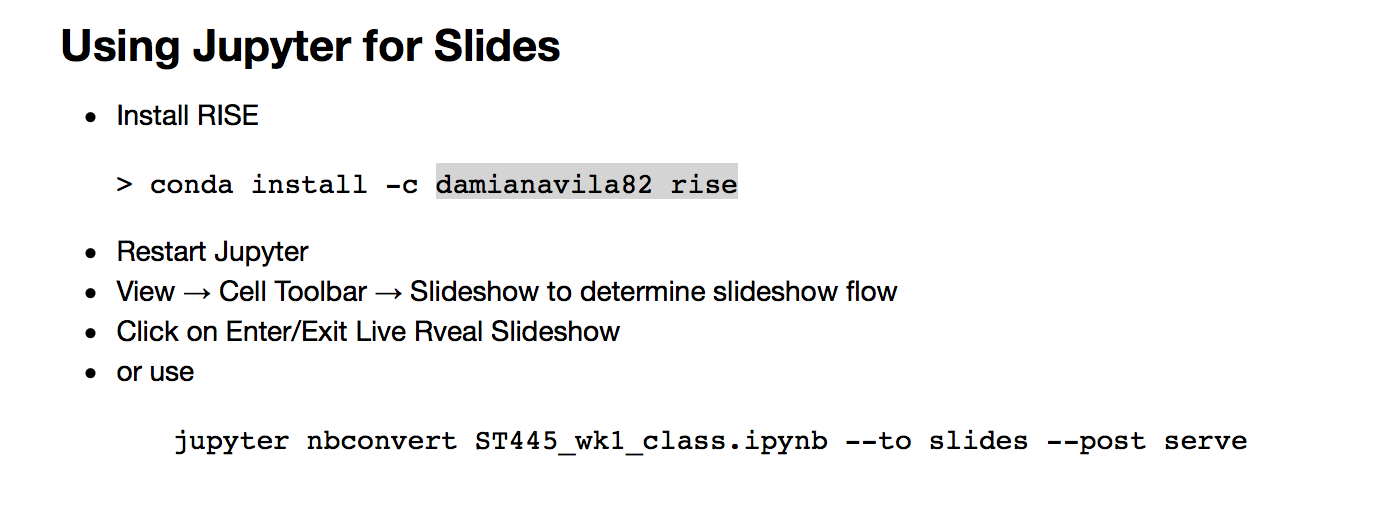 Using Jupyter for Slides
• Install RISE
> conda install -c damianavila82 rise
• Restart Jupyter
• View → Cell Toolbar → Slideshow to determine slideshow flow
• Click on Enter/Exit Live Rveal Slideshow
• or use
jupyter nbconvert ST445_wk1_class.ipynb --to slides --post serve